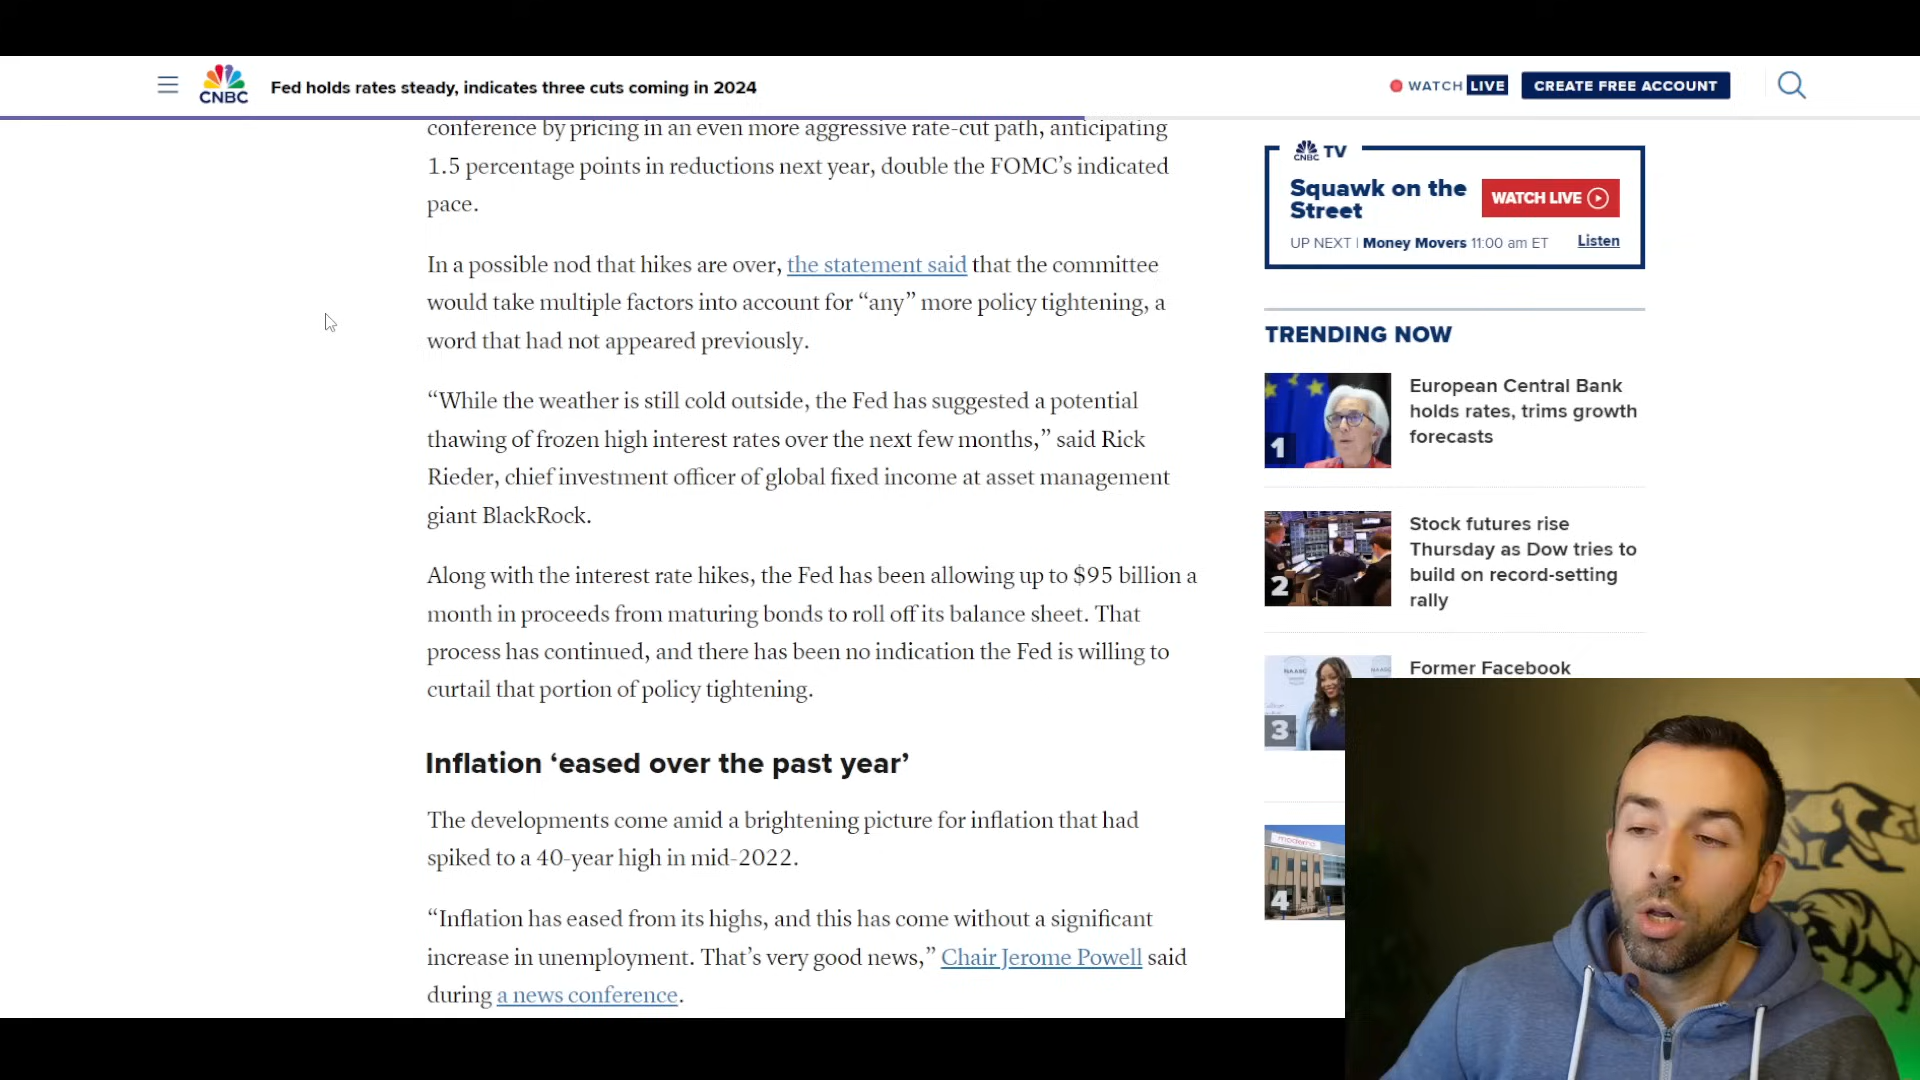 CNBC
Fed holds rates steady, indicates three cuts coming in 2024
WATCH LIVE
CREATE FREE ACCOUNT
conference by pricing in an even more aggressive rate-cut path, anticipating
1.5 percentage points in reductions next year, double the FOMC’s indicated
pace.
In a possible nod that hikes are over, the statement said that the committee
would take multiple factors into account for “any” more policy tightening, a
word that had not appeared previously.
“While the weather is still cold outside, the Fed has suggested a potential
thawing of frozen high interest rates over the next few months,” said Rick
Rieder, chief investment officer of global fixed income at asset management
giant BlackRock.
Along with the interest rate hikes, the Fed has been allowing up to $95 billion a
month in proceeds from maturing bonds to roll off its balance sheet. That
process has continued, and there has been no indication the Fed is willing to
curtail that portion of policy tightening.
Inflation ‘eased over the past year’
The developments come amid a brightening picture for inflation that had
spiked to a 40-year high in mid-2022.
“Inflation has eased from its highs, and this has come without a significant
increase in unemployment. That’s very good news,” Chair Jerome Powell said
during a news conference.
CNBC TV
Squawk on the
Street
WATCH LIVE
UP NEXT | Money Movers 11:00 am ET
Listen
TRENDING NOW
1
European Central Bank
holds rates, trims growth
forecasts
2
Stock futures rise
Thursday as Dow tries to
build on record-setting
rally
3
Former Facebook
4
moderna